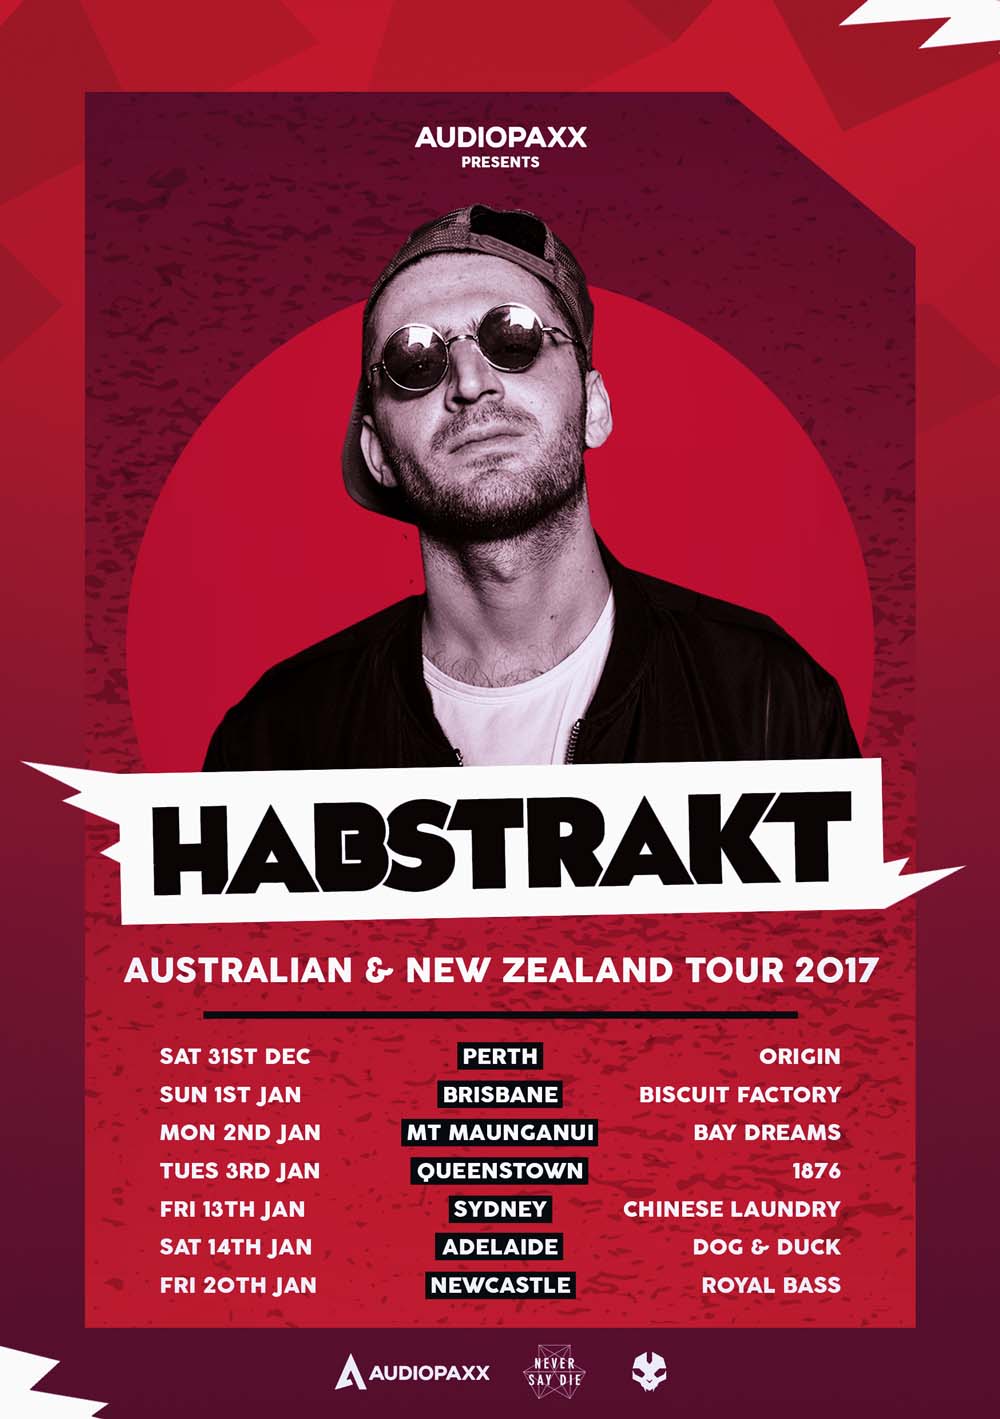 AUDIOPAXX
PRESENTS
HABSTRAKT
AUSTRALIAN & NEW ZEALAND TOUR 2017
SAT 31ST DEC PERTH ORIGIN
SUN 1ST JAN BRISBANE BISCUIT FACTORY
MON 2ND JAN MT MAUNGANUI BAY DREAMS
TUES 3RD JAN QUEENSTOWN 1876
FRI 13TH JAN SYDNEY CHINESE LAUNDRY
SAT 14TH JAN ADELAIDE DOG & DUCK
FRI 20TH JAN NEWCASTLE ROYAL BASS
AUDIOPAXX
NEVER
SAY DIE